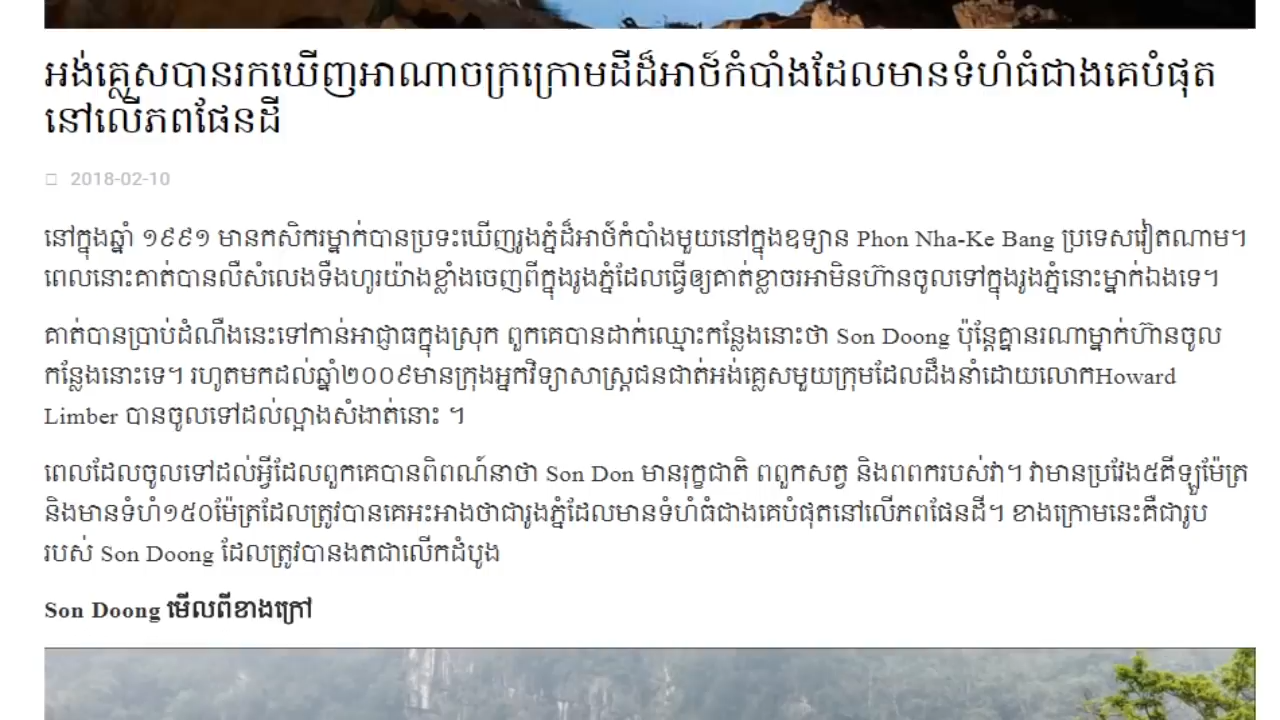 អង់គ្លេសបានរកឃើញអាណាចក្រក្រោមដីដ៏អាថ៌កំបាំងដែលមានទំហំធំជាងគេបំផុត
នៅលើភពផែនដី
2018-02-10
នៅក្នុងឆ្នាំ ១៩៩១ មានកសិករម្នាក់បានប្រទះឃើញរូងភ្នំដ៏អាថ៌កំបាំងមួយនៅក្នុងឧទ្យាន Phon Nha-Ke Bang ប្រទេសវៀតណាម។
ពេលនោះគាត់បានលឺសំលេងទឹងហូរយ៉ាងខ្លាំងចេញពីក្នុងរូងភ្នំដែលធ្វើឲ្យគាត់ខ្លាចរអាមិនហ៊ានចូលទៅក្នុងរូងភ្នំនោះម្នាក់ឯងទេ។
គាត់បានប្រាប់ដំណឹងនេះទៅកាន់អាជ្ញាធក្នុងស្រុក ពួកគេបានដាក់ឈ្មោះកន្លែងនោះថា Son Doong ប៉ុន្តែគ្នានរណាម្នាក់ហ៊ានចូល
កន្លែងនោះទេ។ រហូតមកដល់ឆ្នាំ២០០៩មានក្រុងអ្នកវិទ្យាសាស្ត្រជនជាត់អង់គ្លេសមួយក្រុមដែលដឹងនាំដោយលោកHoward
Limber បានចូលទៅដល់ល្អាងសំងាត់នោះ ។
ពេលដែលចូលទៅដល់អ្វីដែលពួកគេបានពិពណ៍នាថា Son Don មានរុក្ខជាតិ ពពួកសត្វ និងពពករបស់វា។ វាមានប្រវែង៥គីឡូម៉ែត្រ
និងមានទំហំ១៥០ម៉ែត្រដែលត្រូវបានគេអះអាងថាជារូងភ្នំដែលមានទំហំធំជាងគេបំផុតនៅលើភពផែនដី។ ខាងក្រោមនេះគឺជារូប
របស់ Son Doong ដែលត្រូវបានងតជាលើកដំបូង
Son Doong មើលពីខាងក្រៅ